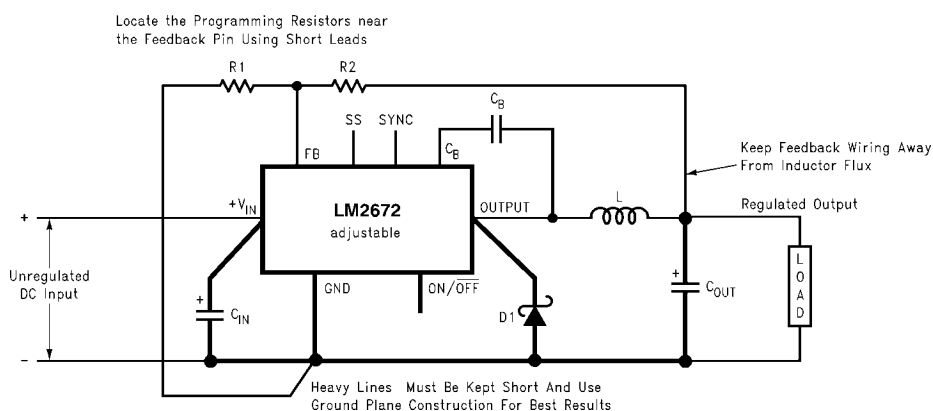 Locate the Programming Resistors near
the Feedback Pin Using Short Leads
R1
R2
C_B
SS
SYNC
FB
C_B
Keep Feedback Wiring Away
From Inductor Flux
+V_IN
LM2672
adjustable
OUTPUT
L
Regulated Output
+
Unregulated
DC Input
−
+
C_IN
GND
ON/OFF
D1
+
C_OUT
LOAD
Heavy Lines Must Be Kept Short And Use
Ground Plane Construction For Best Results